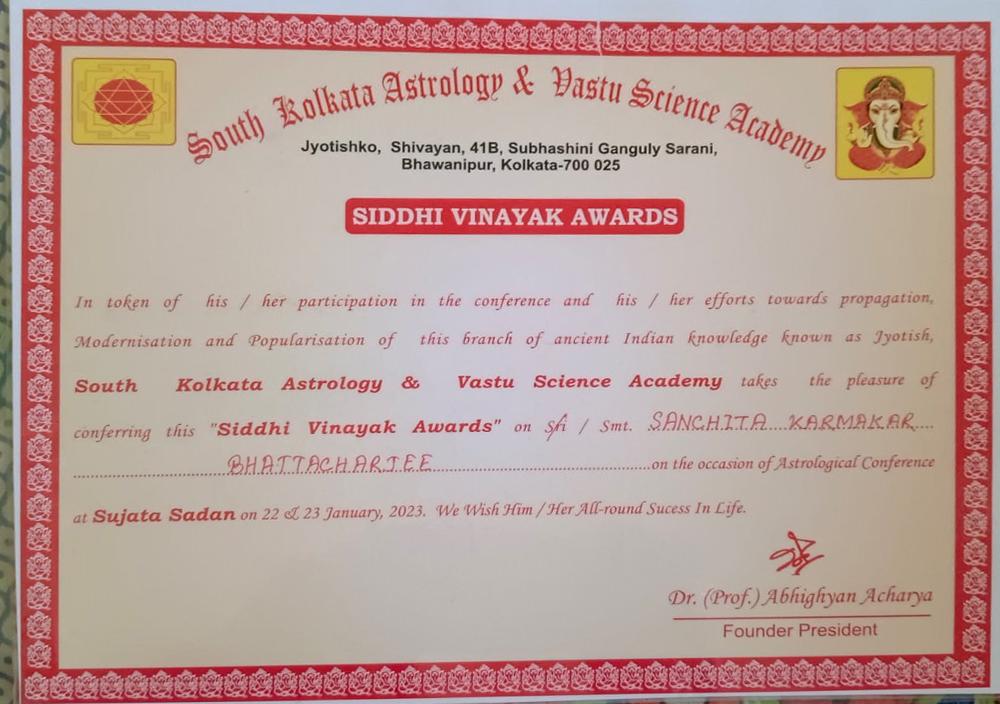 South Kolkata Astrology & Vastu Science Academy
Jyotishko, Shivayan, 41B, Subhashini Ganguly Sarani,
Bhawanipur, Kolkata-700 025
SIDDHI VINAYAK AWARDS
In token of his / her participation in the conference and his / her efforts towards propagation,
Modernisation and Popularisation of this branch of ancient Indian knowledge known as Jyotish,
South Kolkata Astrology & Vastu Science Academy takes the pleasure of
conferring this "Siddhi Vinayak Awards" on Sri / Smt. SANCHITA KARMAKAR
BHATTACHARJEE on the occasion of Astrological Conference
at Sujata Sadan on 22 & 23 January, 2023. We Wish Him / Her All-round Sucess In Life.
Dr. (Prof.) Abhighyan Acharya
Founder President